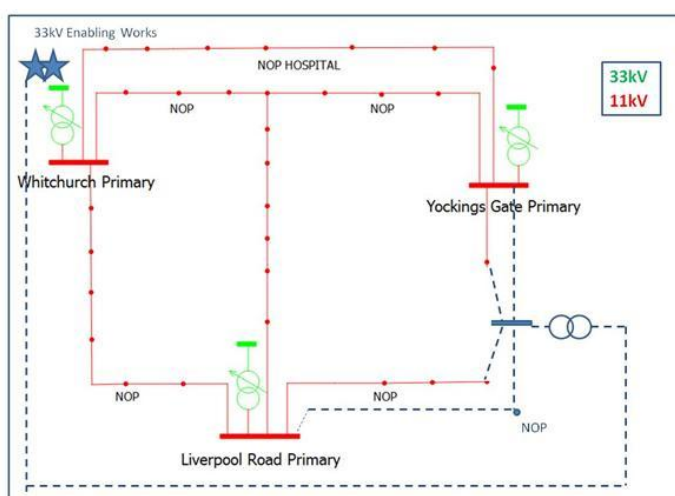 33kV Enabling Works
NOP HOSPITAL
33kV
11kV
NOP
NOP
Whitchurch Primary
Yockings Gate Primary
NOP
NOP
NOP
Liverpool Road Primary